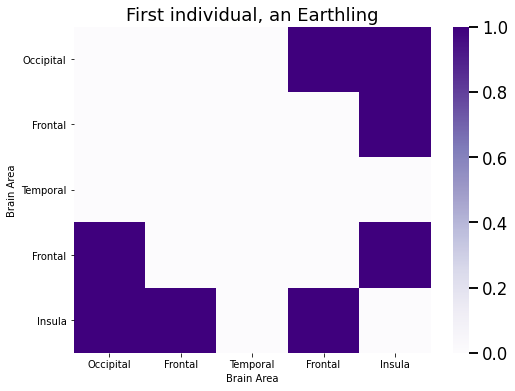 First individual, an Earthling
Brain Area
Occipital
Frontal
Temporal
Frontal
Insula
Occipital Frontal Temporal Frontal Insula
Brain Area
1.0
0.8
0.6
0.4
0.2
0.0